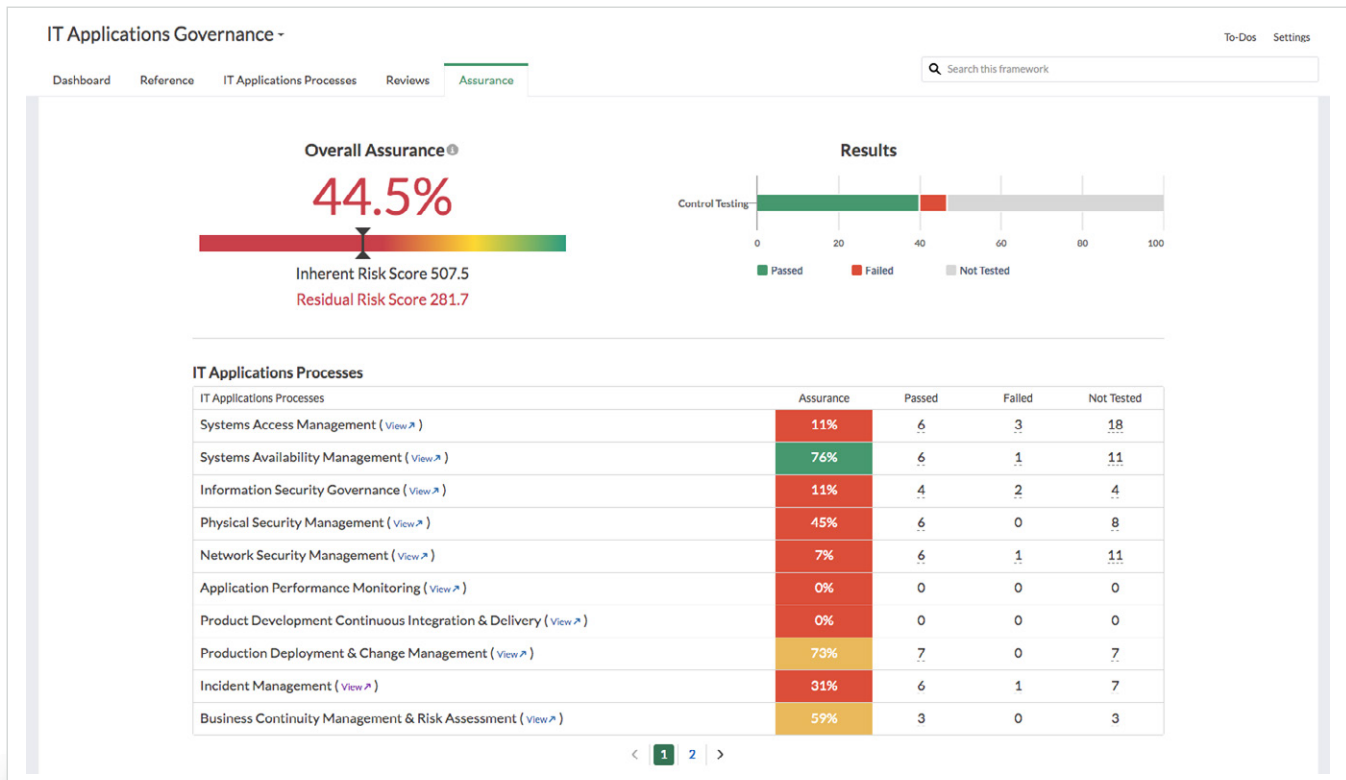 IT Applications Governance
To-Dos Settings
Dashboard Reference IT Applications Processes Reviews Assurance
Search this framework
Overall Assurance
44.5%
Inherent Risk Score 507.5
Residual Risk Score 281.7
Results
Control Testing
0 20 40 60 80 100
Passed Failed Not Tested
IT Applications Processes
IT Applications Processes Assurance Passed Failed Not Tested
Systems Access Management ( View ) 11% 6 3 18
Systems Availability Management ( View ) 76% 6 1 11
Information Security Governance ( View ) 11% 4 2 4
Physical Security Management ( View ) 45% 6 0 8
Network Security Management ( View ) 7% 6 1 11
Application Performance Monitoring ( View ) 0% 0 0 0
Product Development Continuous Integration & Delivery ( View ) 0% 0 0 0
Production Deployment & Change Management ( View ) 73% 7 0 7
Incident Management ( View ) 31% 6 1 7
Business Continuity Management & Risk Assessment ( View ) 59% 3 0 3
< 1 2 >